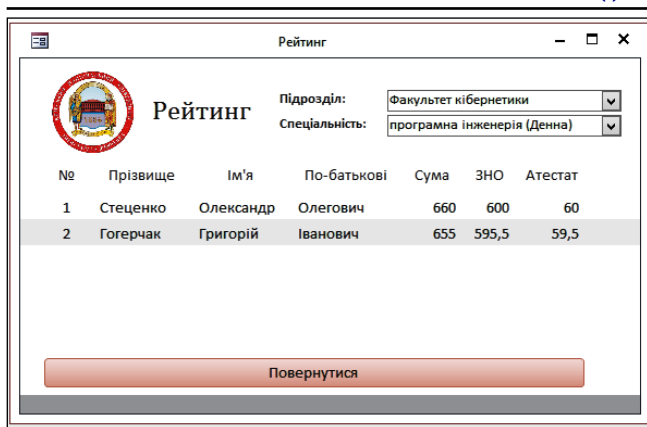 Рейтинг
Рейтинг
Підрозділ: Факультет кібернетики
Спеціальність: програмна інженерія (Денна)
№ Прізвище Ім'я По-батькові Сума ЗНО Атестат
1 Стеценко Олександр Олегович 660 600 60
2 Гогерчак Григорій Іванович 655 595,5 59,5
Повернутися